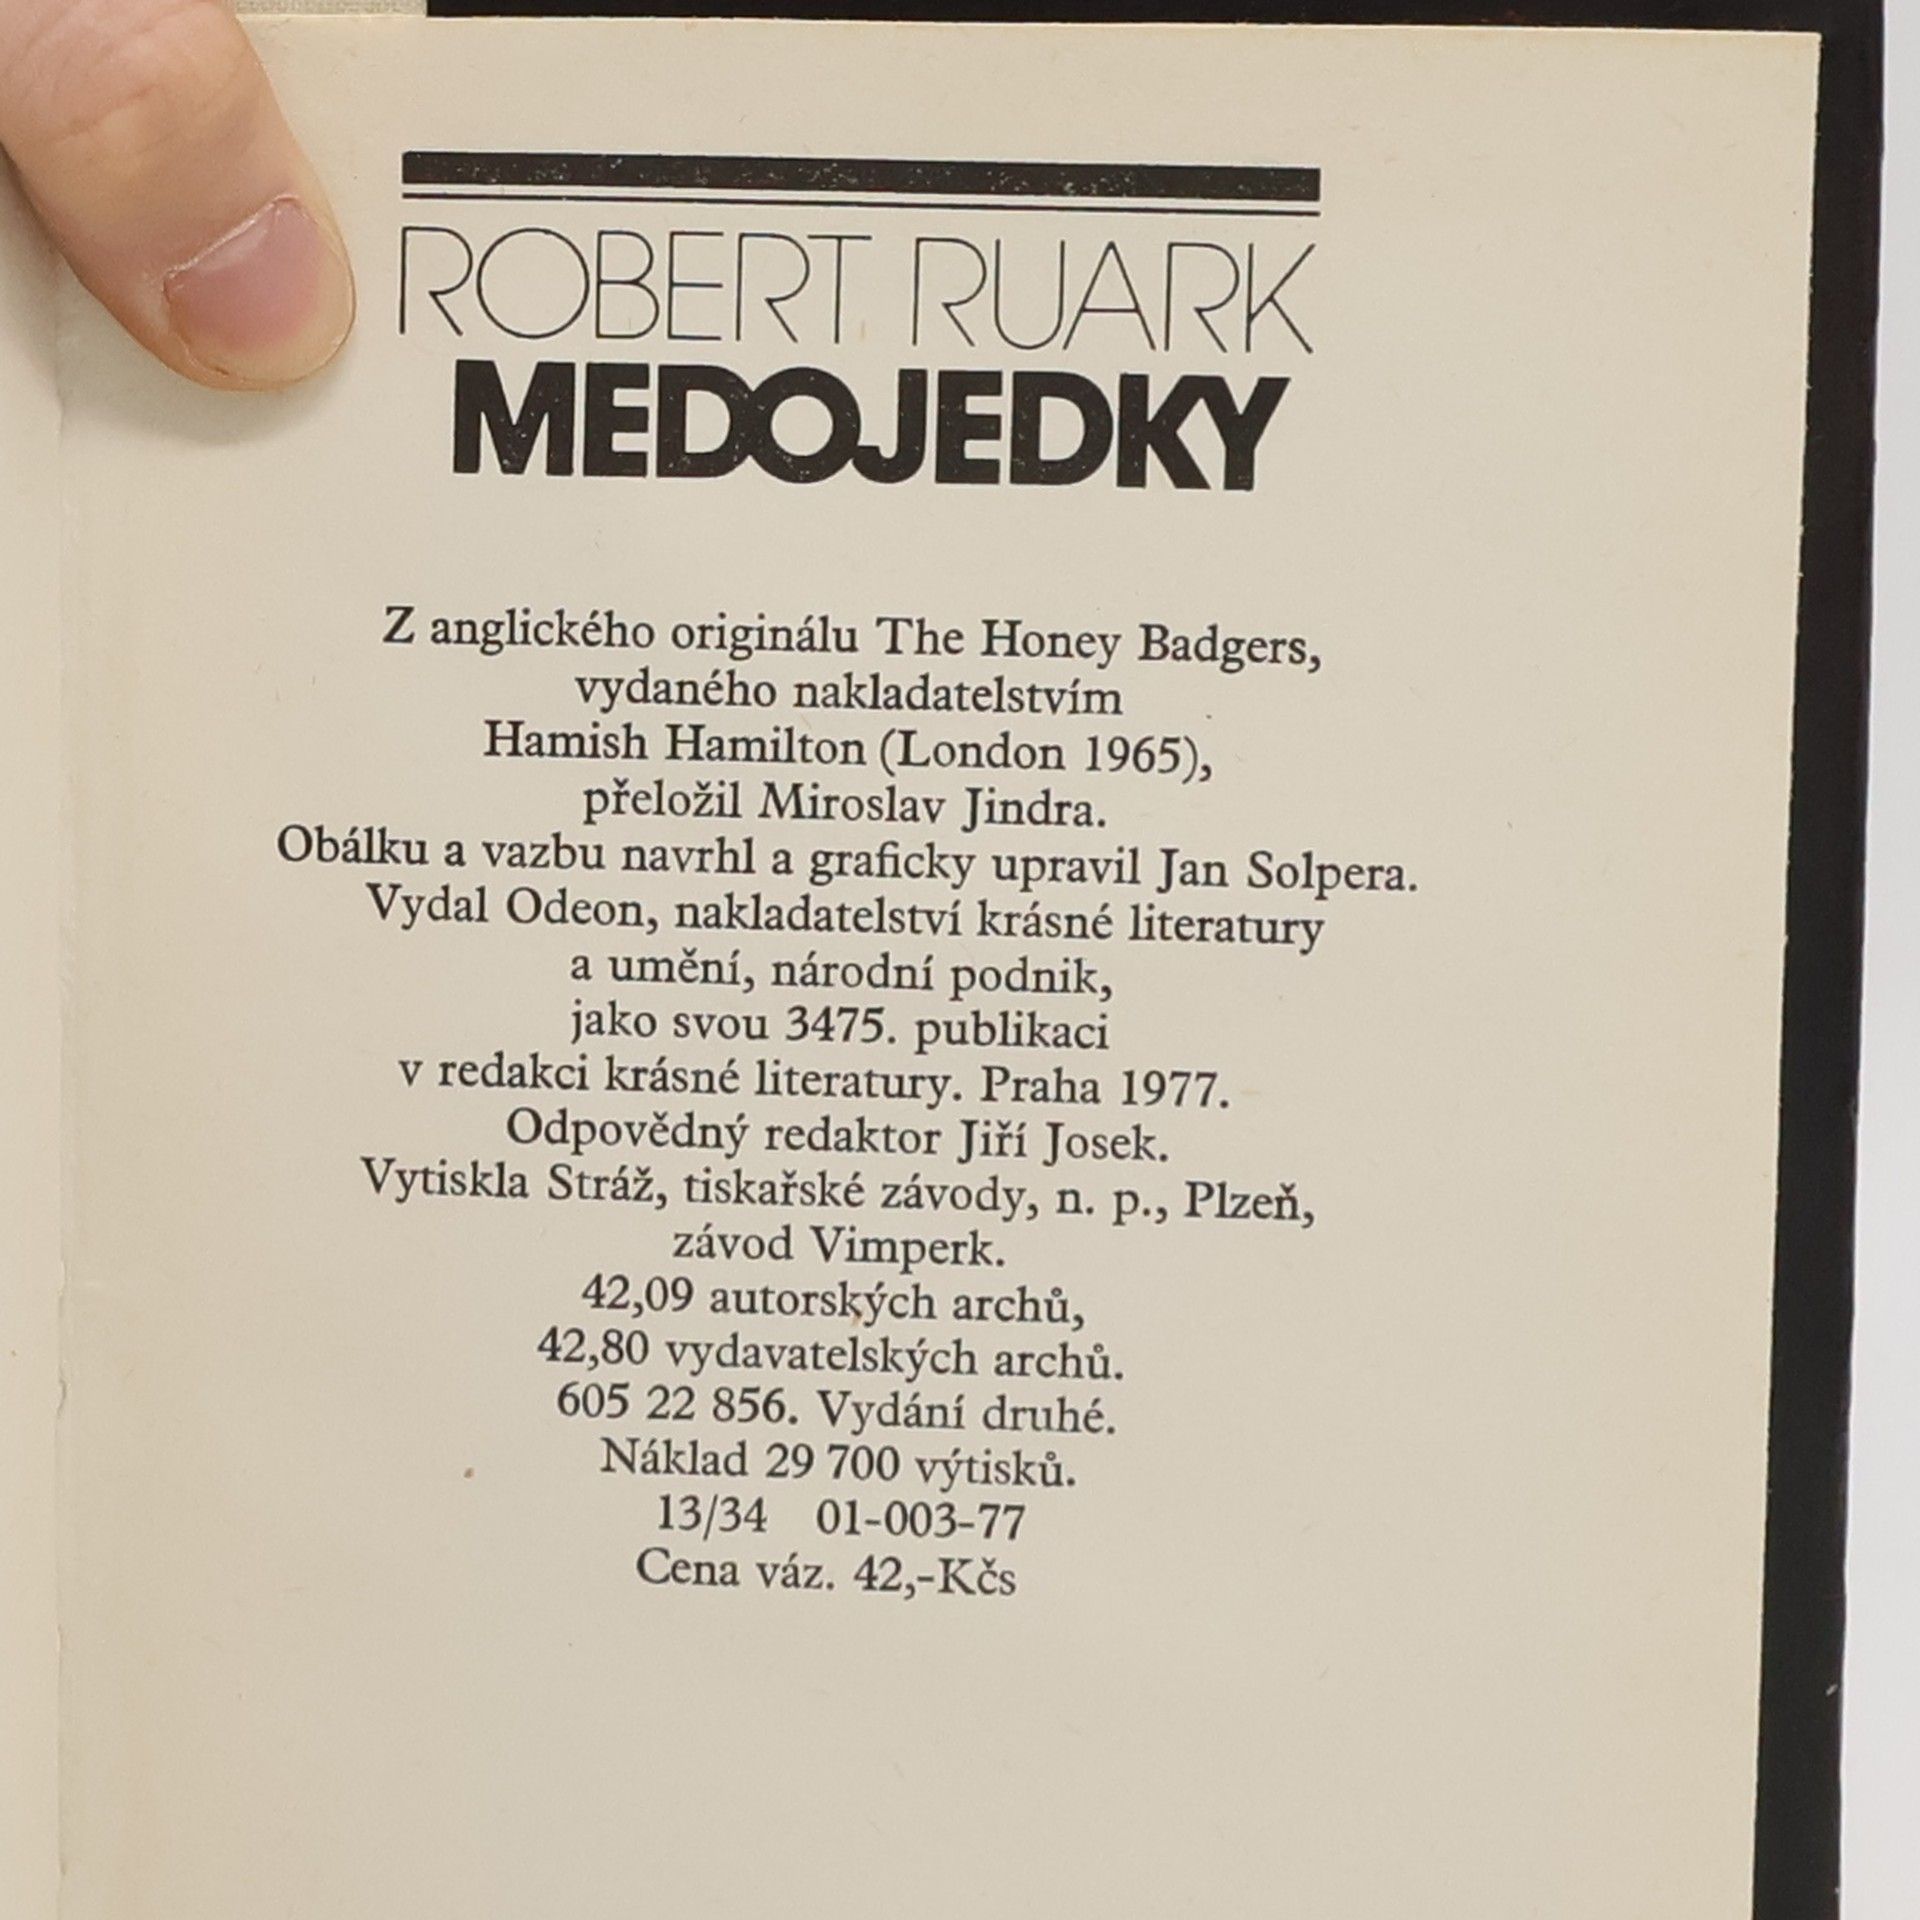 ROBERT RUARK
MEDOJEDKY
Z anglického originálu The Honey Badgers,
vydaného nakladatelstvím
Hamish Hamilton (London 1965),
přeložil Miroslav Jindra.
Obálku a vazbu navrhl a graficky upravil Jan Solpera.
Vydal Odeon, nakladatelství krásné literatury
a umění, národní podnik,
jako svou 3475. publikaci
v redakci krásné literatury. Praha 1977.
Odpovědný redaktor Jiří Josek.
Vytiskla Stráž, tiskařské závody, n. p., Plzeň,
závod Vimperk.
42,09 autorských archů,
42,80 vydavatelských archů.
605 22 856. Vydání druhé.
Náklad 29 700 výtisků.
13/34 01-003-77
Cena váz. 42,-Kčs